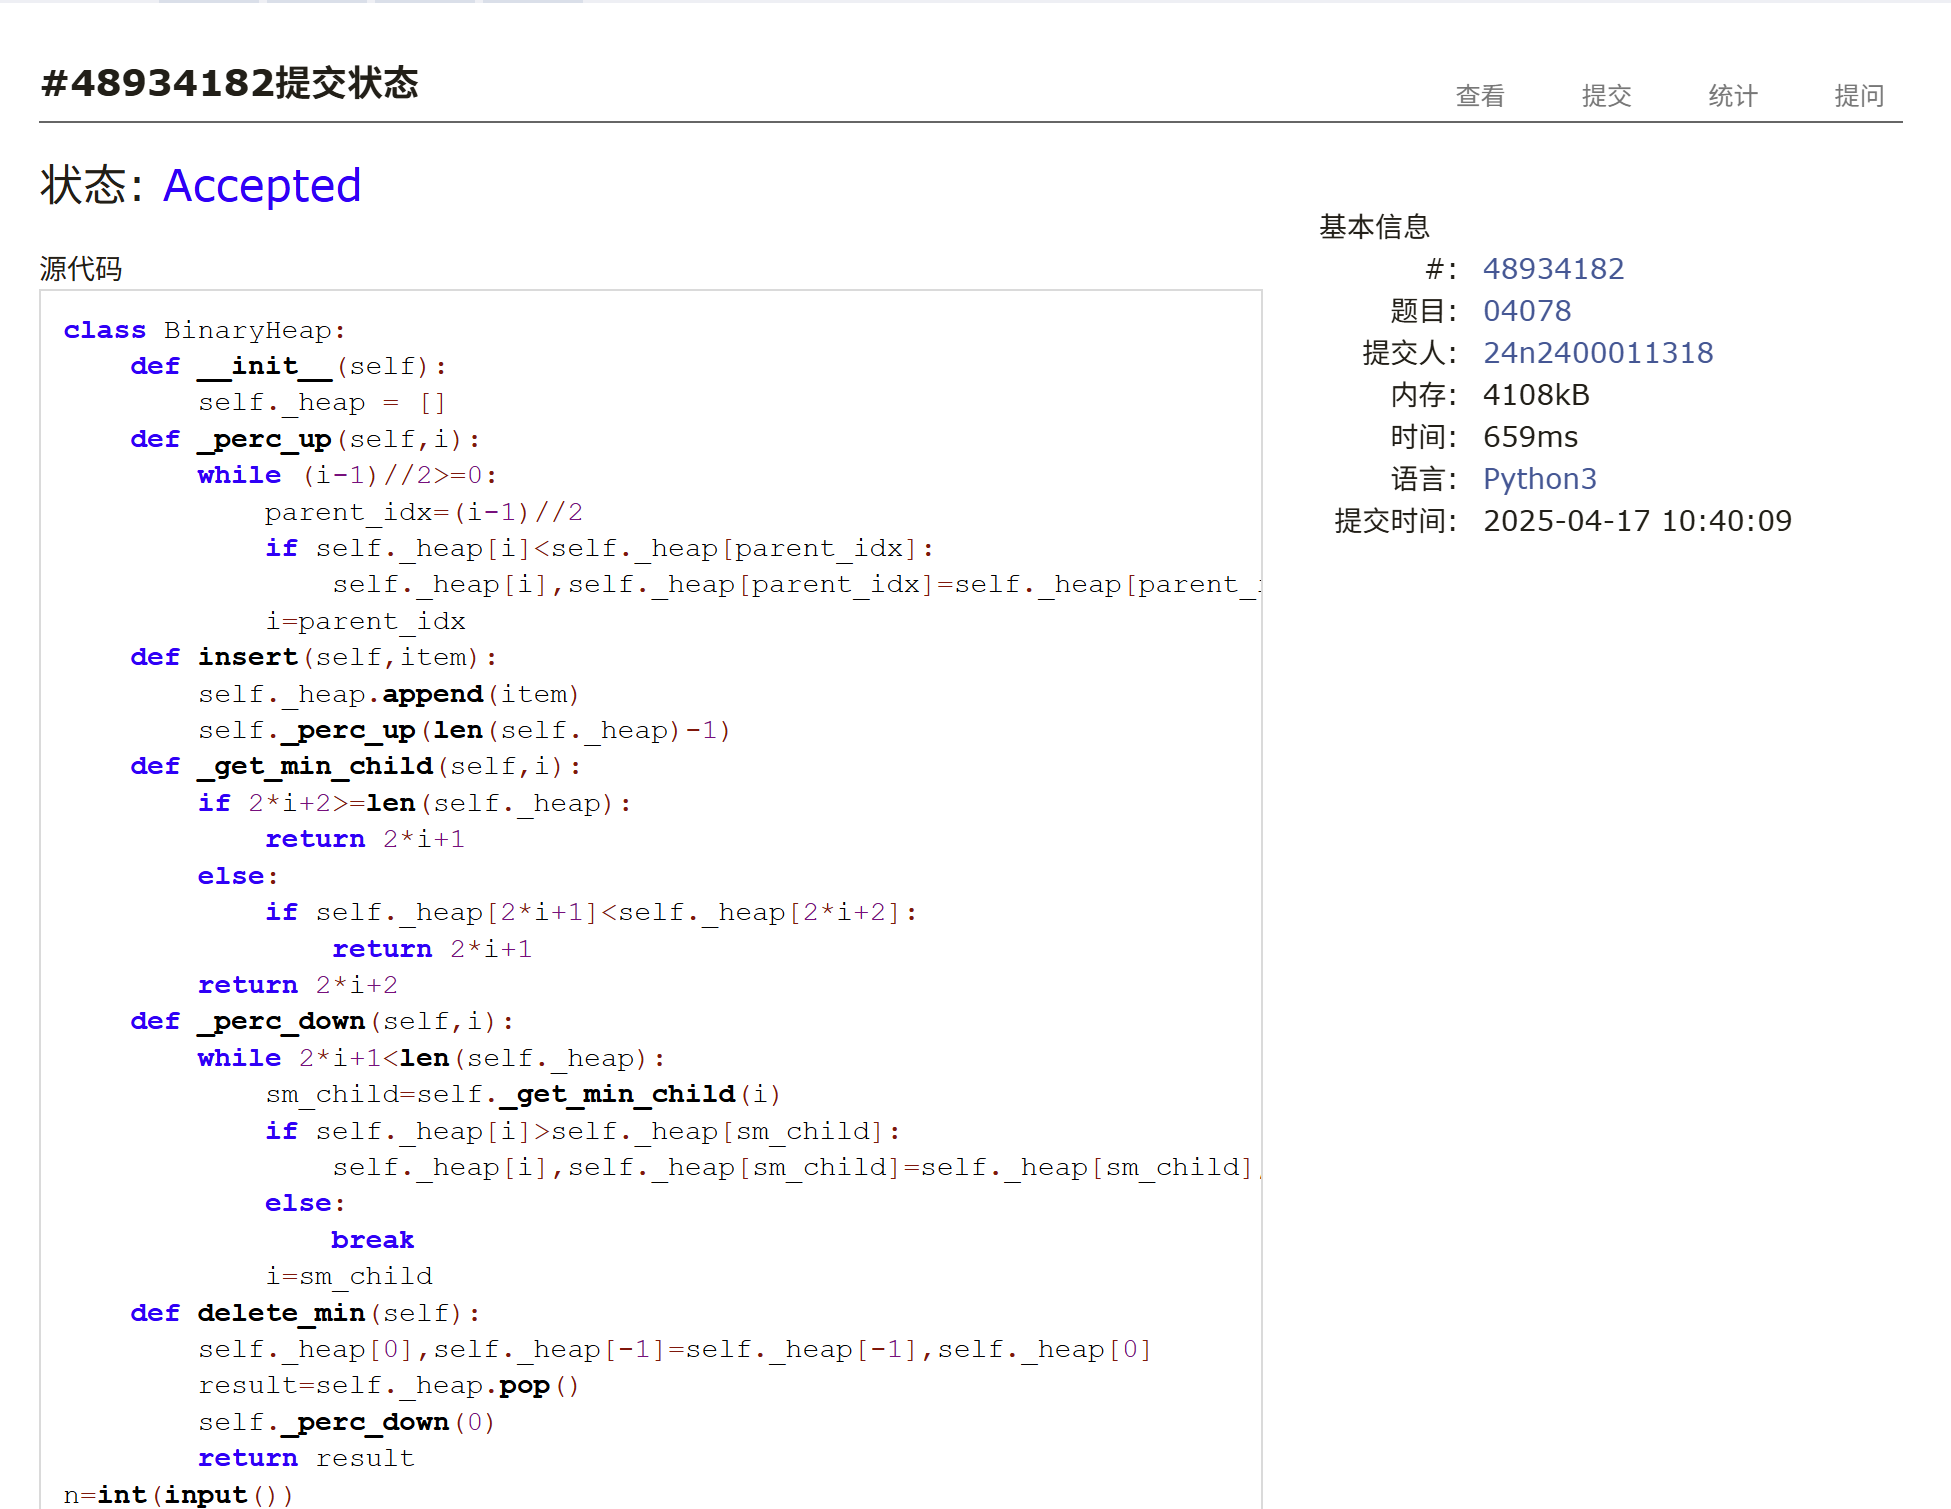 #48934182提交状态
查看 提交 统计 提问
状态: Accepted
源代码
class BinaryHeap:
    def __init__(self):
        self._heap = []
    def _perc_up(self,i):
        while (i-1)//2>=0:
            parent_idx=(i-1)//2
            if self._heap[i]<self._heap[parent_idx]:
                self._heap[i],self._heap[parent_idx]=self._heap[parent_
            i=parent_idx
    def insert(self,item):
        self._heap.append(item)
        self._perc_up(len(self._heap)-1)
    def _get_min_child(self,i):
        if 2*i+2>=len(self._heap):
            return 2*i+1
        else:
            if self._heap[2*i+1]<self._heap[2*i+2]:
                return 2*i+1
        return 2*i+2
    def _perc_down(self,i):
        while 2*i+1<len(self._heap):
            sm_child=self._get_min_child(i)
            if self._heap[i]>self._heap[sm_child]:
                self._heap[i],self._heap[sm_child]=self._heap[sm_child],
            else:
                break
            i=sm_child
    def delete_min(self):
        self._heap[0],self._heap[-1]=self._heap[-1],self._heap[0]
        result=self._heap.pop()
        self._perc_down(0)
        return result
n=int(input())
基本信息
#: 48934182
题目: 04078
提交人: 24n2400011318
内存: 4108kB
时间: 659ms
语言: Python3
提交时间: 2025-04-17 10:40:09